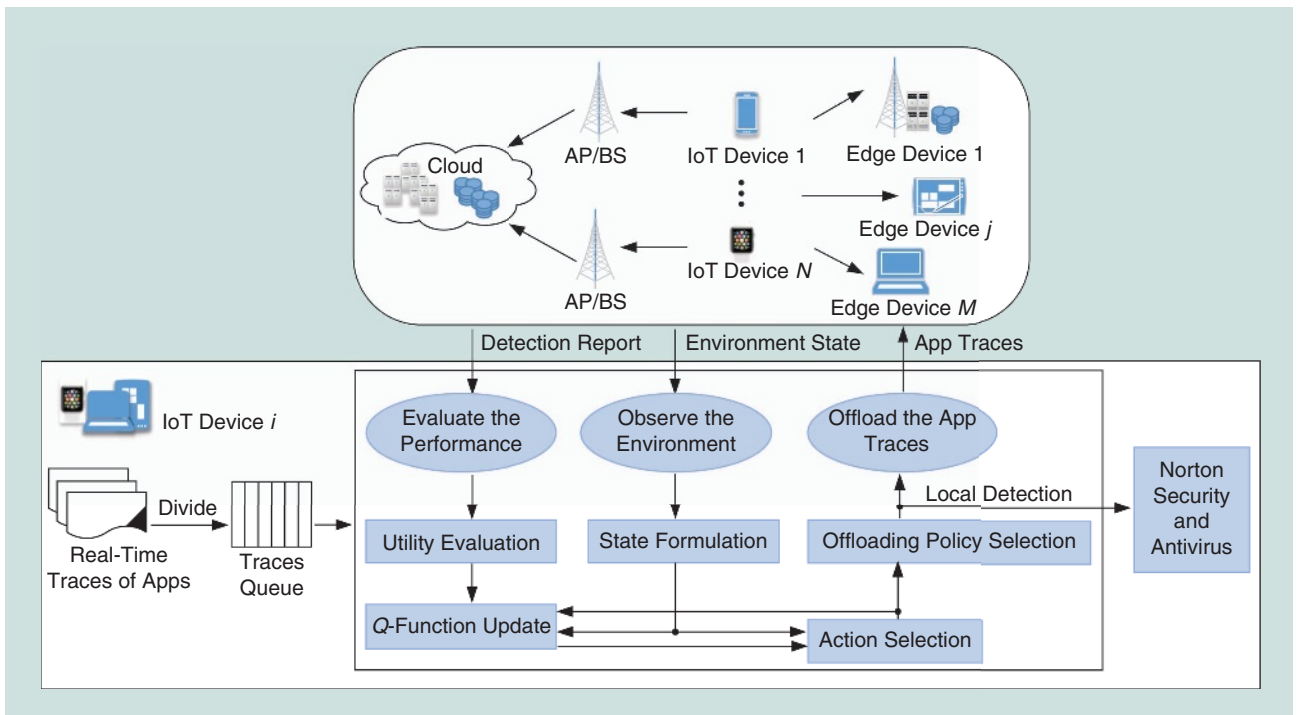 Cloud
AP/BS
IoT Device 1
Edge Device 1
Edge Device j
AP/BS
IoT Device N
Edge Device M
Detection Report
Environment State
App Traces
IoT Device i
Evaluate the
Performance
Observe the
Environment
Offload the App
Traces
Norton
Security
and
Antivirus
Local Detection
Divide
Real-Time
Traces of Apps
Traces
Queue
Utility Evaluation
State Formulation
Offloading Policy Selection
Q-Function Update
Action Selection